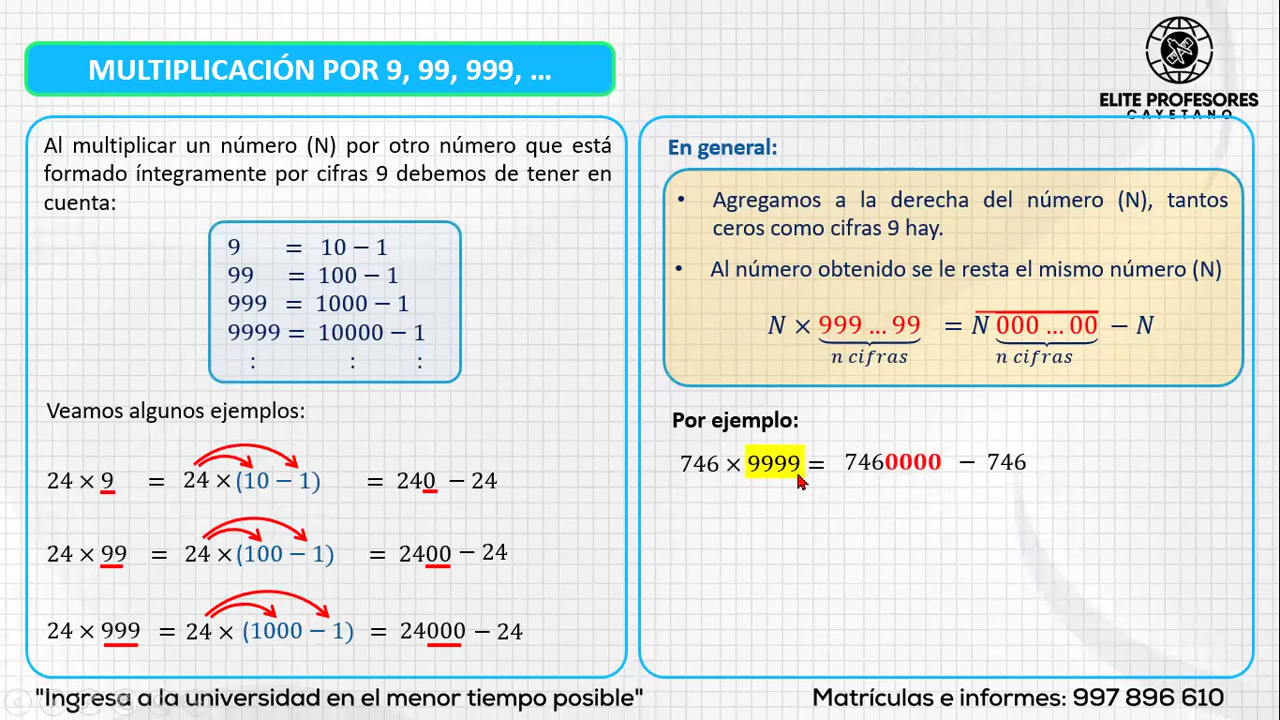 MULTIPLICACIÓN POR 9, 99, 999, ...
ELITE PROFESORES
CAYETANO
Al multiplicar un número (N) por otro número que está
formado íntegramente por cifras 9 debemos de tener en
cuenta:
9 = 10 − 1
99 = 100 − 1
999 = 1000 − 1
9999 = 10000 − 1
: : :
Veamos algunos ejemplos:
24 × 9 = 24 × (10 − 1) = 240 − 24
24 × 99 = 24 × (100 − 1) = 2400 − 24
24 × 999 = 24 × (1000 − 1) = 24000 − 24
En general:
• Agregamos a la derecha del número (N), tantos
ceros como cifras 9 hay.
• Al número obtenido se le resta el mismo número (N)
N × 999 ... 99 = N 000 ... 00 − N
n cifras n cifras
Por ejemplo:
746 × 9999 = 7460000 − 746
"Ingresa a la universidad en el menor tiempo posible"
Matrículas e informes: 997 896 610